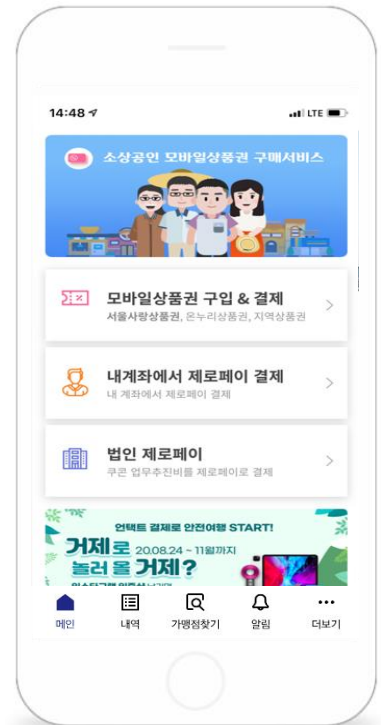 14:48
LTE
소상공인 모바일상품권 구매서비스
모바일상품권 구입 & 결제
서울사랑상품권, 온누리상품권, 지역상품권
내계좌에서 제로페이 결제
내 계좌에서 제로페이 결제
법인 제로페이
쿠콘 업무추진비를 제로페이로 결제
언택트 결제로 안전여행 START!
거제로 20.08.24 ~ 11월까지
놀러 올 거제?
메인
내역
가맹점찾기
알림
더보기